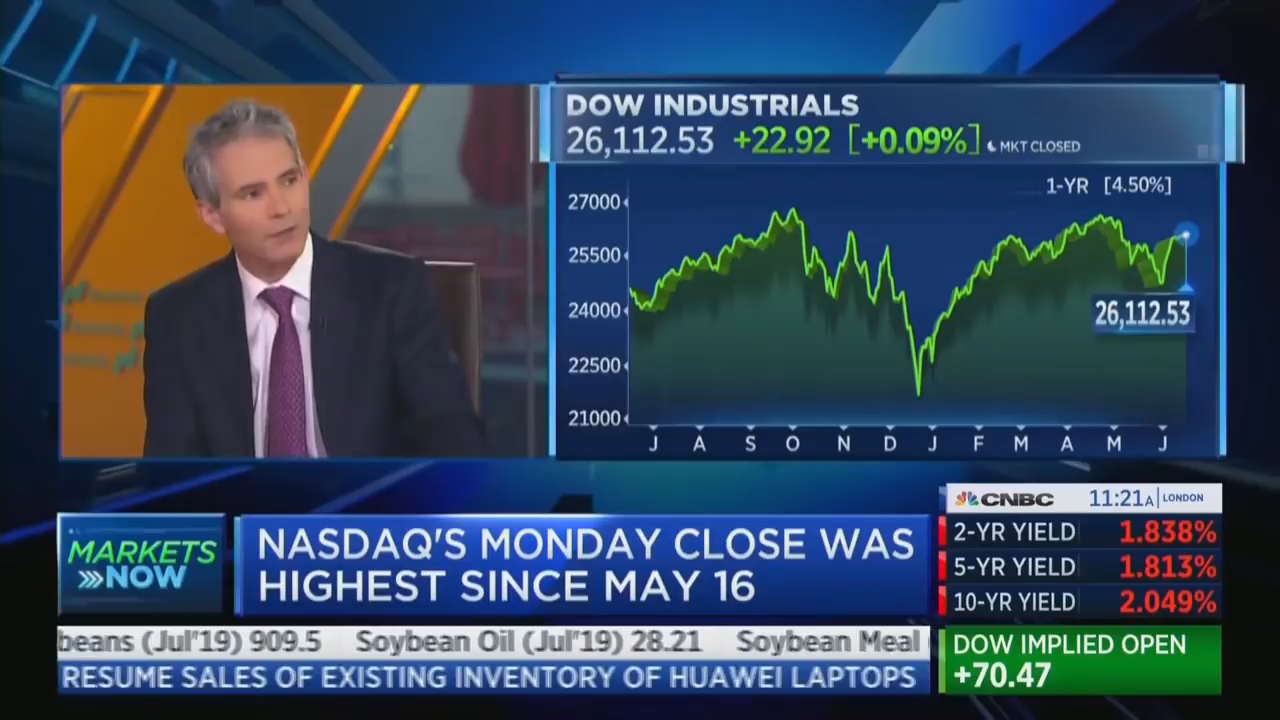 DOW INDUSTRIALS
26,112.53 +22.92 [+0.09%] MKT CLOSED
1-YR [4.50%]
27000
25500
24000
22500
21000
26,112.53
J A S O N D J F M A M J
MARKETS
NOW
NASDAQ'S MONDAY CLOSE WAS
HIGHEST SINCE MAY 16
CNBC 11:21A LONDON
2-YR YIELD 1.838%
5-YR YIELD 1.813%
10-YR YIELD 2.049%
DOW IMPLIED OPEN
+70.47
beans (Jul'19) 909.5 Soybean Oil (Jul'19) 28.21 Soybean Meal
RESUME SALES OF EXISTING INVENTORY OF HUAWEI LAPTOPS